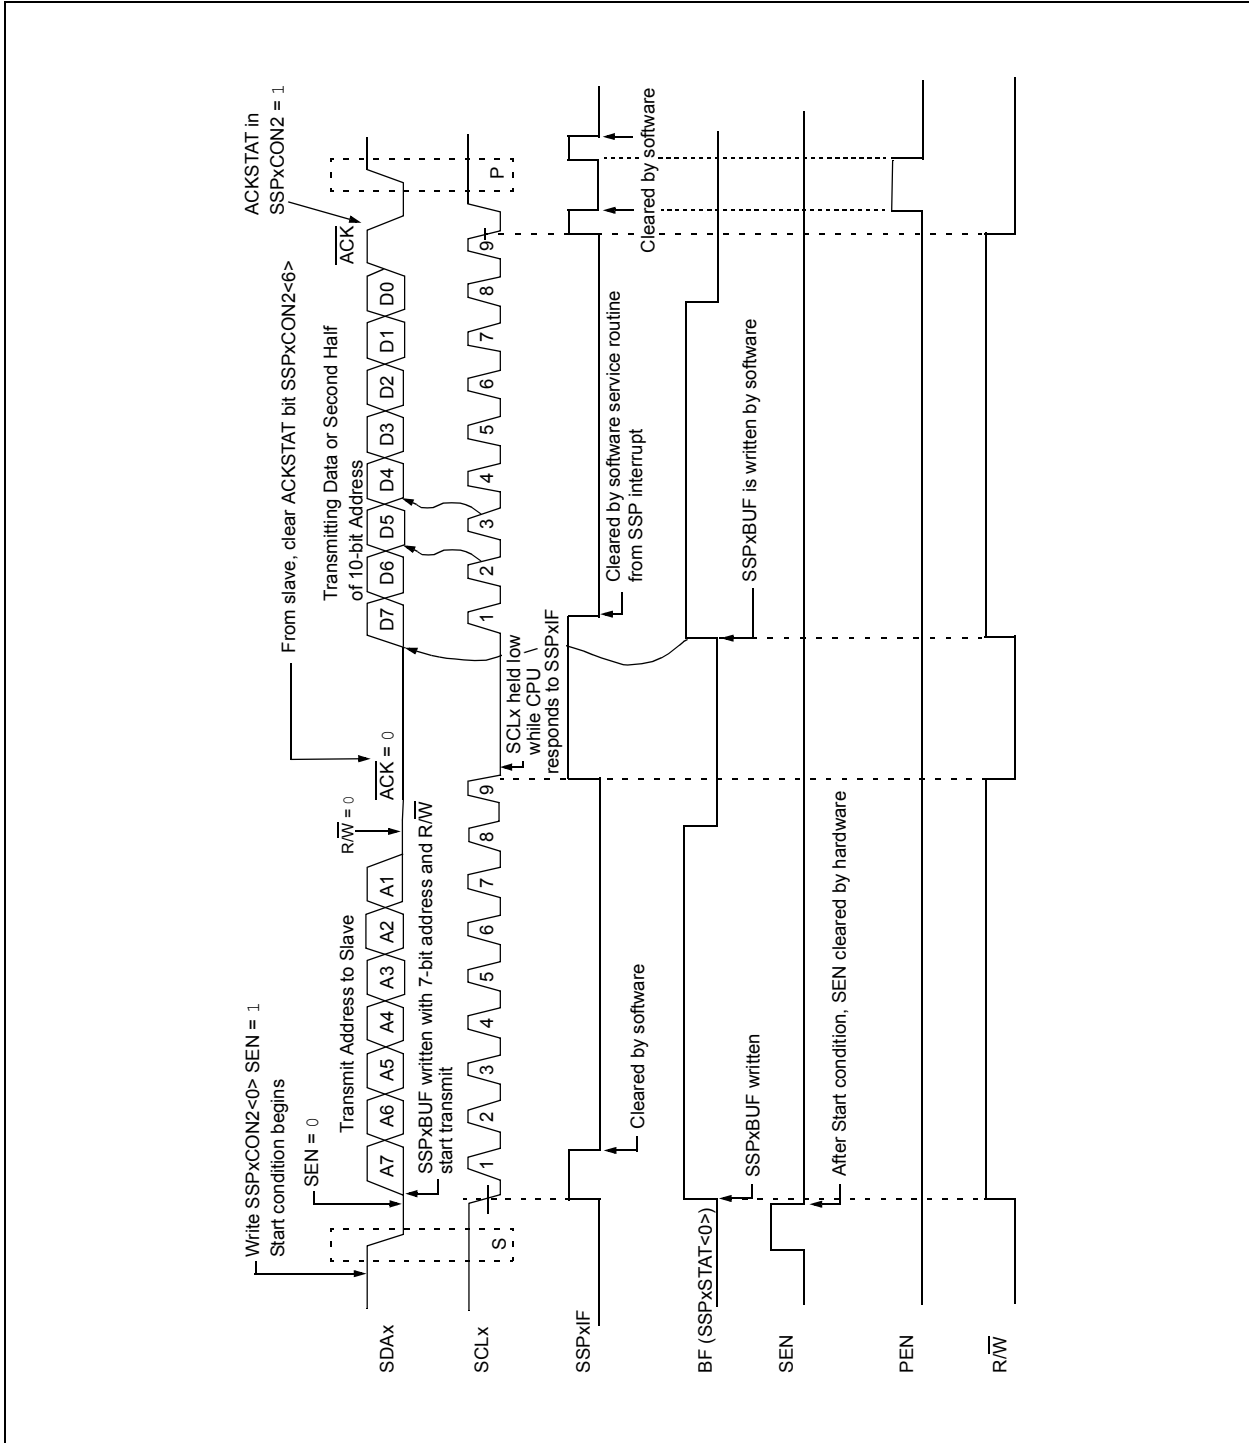 Write SSPxCON2<0> SEN = 1
Start condition begins
SEN = 0
Transmit Address to Slave
R/W = 0
From slave, clear ACKSTAT bit SSPxCON2<6>
ACK = 0
Transmitting Data or Second Half
of 10-bit Address
ACKSTAT in
SSPxCON2 = 1
ACK
SDAx
A7 A6 A5 A4 A3 A2 A1
D7 D6 D5 D4 D3 D2 D1 D0
SSPxBUF written with 7-bit address and R/W
start transmit
SCLx
S
1 2 3 4 5 6 7 8 9
1 2 3 4 5 6 7 8 9
P
SCLx held low
while CPU
responds to SSPxIF
SSPxIF
Cleared by software
Cleared by software service routine
from SSP interrupt
Cleared by software
BF (SSPxSTAT<0>)
SSPxBUF written
SSPxBUF is written by software
SEN
After Start condition, SEN cleared by hardware
PEN
R/W